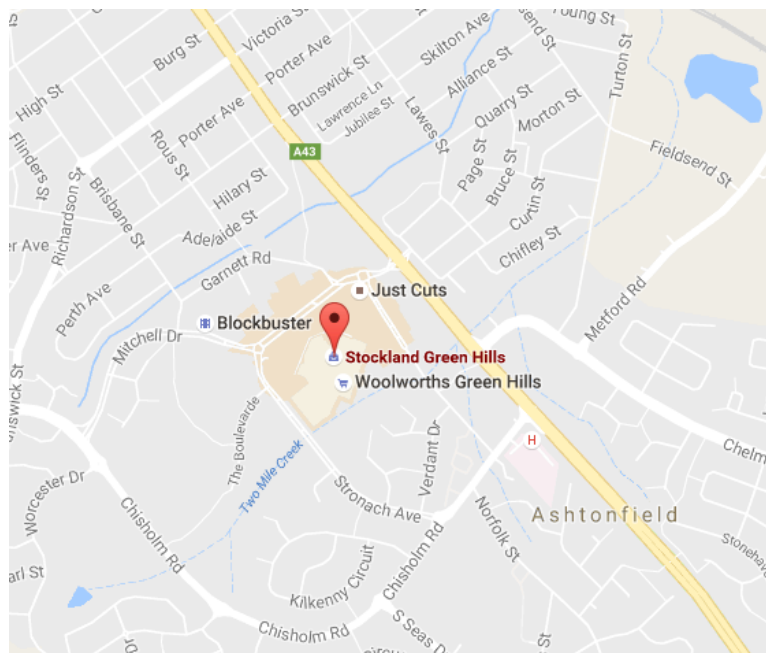 Young St
Burg St
Victoria St
Porter Ave
Skilton Ave
Turton St
High St
Brunswick St
Alliance St
Lawrence Ln
Jubilee St
Porter Ave
Lawes St
Quarry St
Morton St
Flinders St
Rous St
A43
Page St
Bruce St
Fieldsend St
Richardson St
Brisbane St
Hilary St
Curtin St
Adelaide St
Chifley St
Garnett Rd
Perth Ave
Just Cuts
Metford Rd
Blockbuster
Mitchell Dr
Stockland Green Hills
Woolworths Green Hills
The Boulevarde
Verdant Dr
H
Two Mile Creek
Stronach Ave
Worcester Dr
Chisholm Rd
Norfolk St
Ashtonfield
Chisholm Rd
Kilkenny Circuit
S Seas Dr
Chisholm Rd